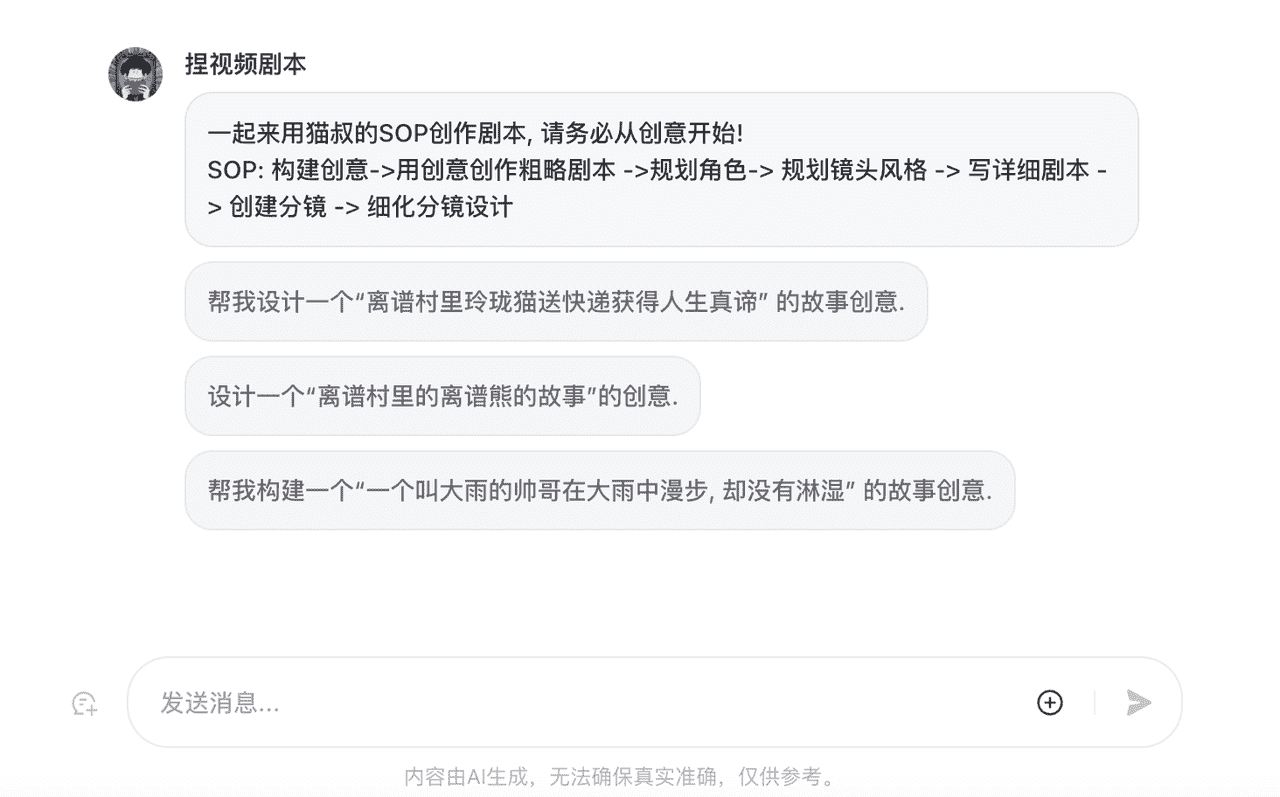 捏视频剧本
一起来用猫叔的SOP创作剧本, 请务必从创意开始!
SOP: 构建创意->用创意创作粗略剧本 ->规划角色-> 规划镜头风格 -> 写详细剧本 -
> 创建分镜 -> 细化分镜设计
帮我设计一个“离谱村里玲珑猫送快递获得人生真谛” 的故事创意.
设计一个“离谱村里的离谱熊的故事”的创意.
帮我构建一个“一个叫大雨的帅哥在大雨中漫步, 却没有淋湿” 的故事创意.
发送消息...
内容由AI生成，无法确保真实准确，仅供参考。